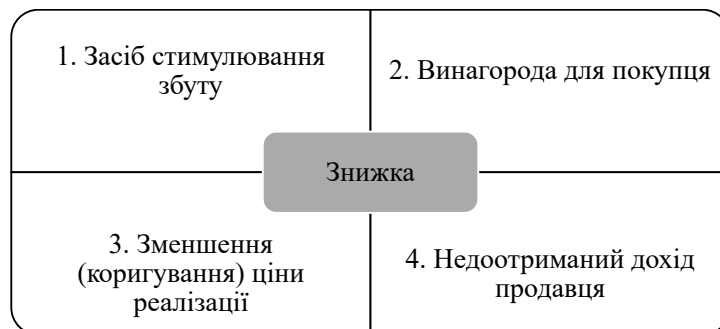 1. Засіб стимулювання
збуту
2. Винагорода для покупця
Знижка
3. Зменшення
(коригування) ціни
реалізації
4. Недоотриманий дохід
продавця